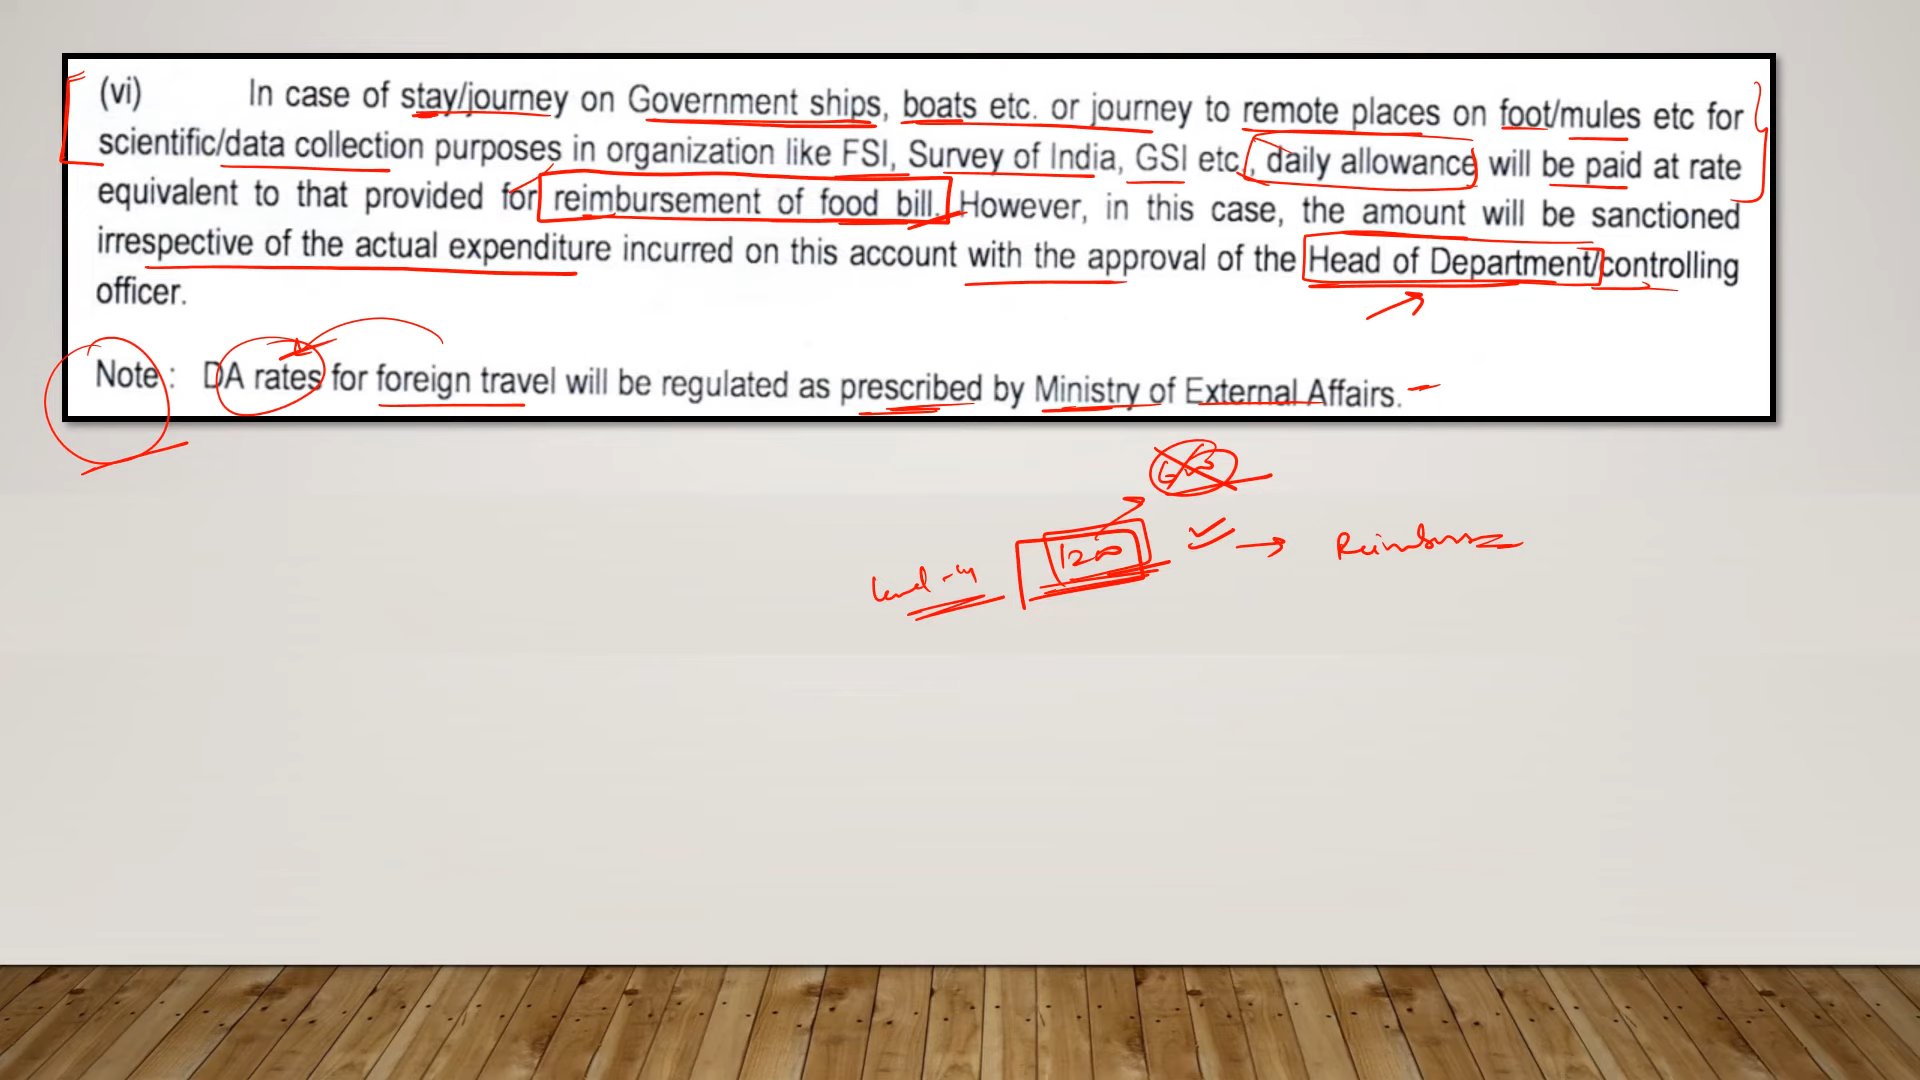 (vi) In case of stay/journey on Government ships, boats etc. or journey to remote places on foot/mules etc for
scientific/data collection purposes in organization like FSI, Survey of India, GSI etc., daily allowance will be paid at rate
equivalent to that provided for reimbursement of food bill. However, in this case, the amount will be sanctioned
irrespective of the actual expenditure incurred on this account with the approval of the Head of Department/controlling
officer.
Note : DA rates for foreign travel will be regulated as prescribed by Ministry of External Affairs.
1200